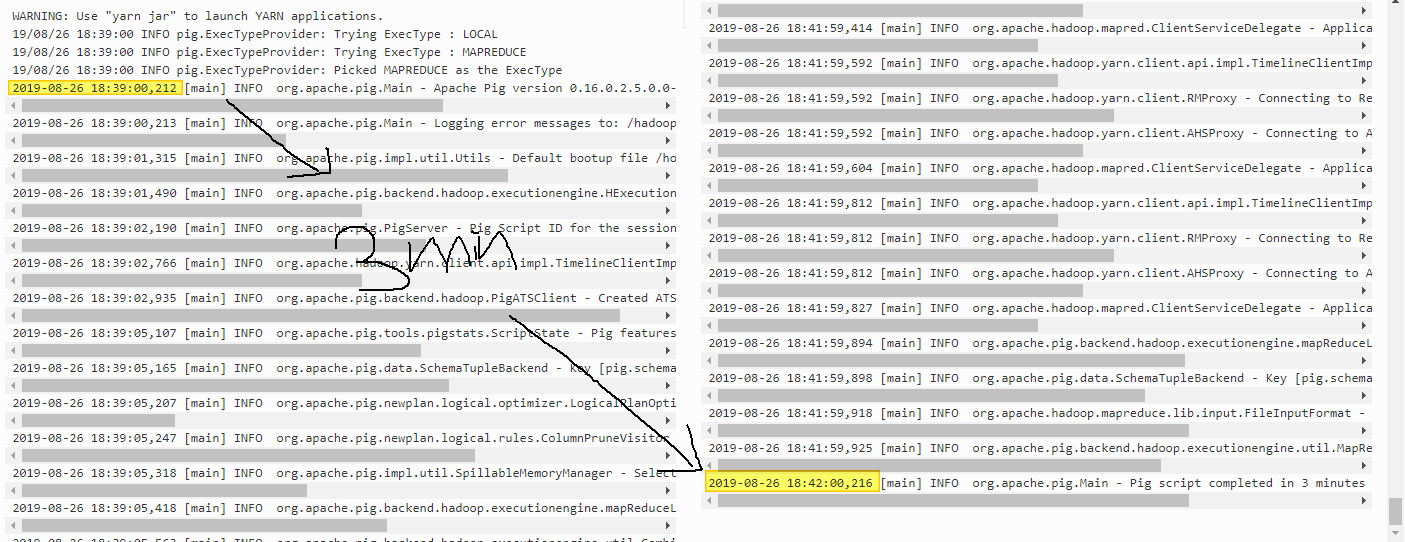 WARNING: Use "yarn jar" to launch YARN applications.
19/08/26 18:39:00 INFO pig.ExecTypeProvider: Trying ExecType : LOCAL
19/08/26 18:39:00 INFO pig.ExecTypeProvider: Trying ExecType : MAPREDUCE
19/08/26 18:39:00 INFO pig.ExecTypeProvider: Picked MAPREDUCE as the ExecType
2019-08-26 18:39:00,212 [main] INFO  org.apache.pig.Main - Apache Pig version 0.16.0.2.5.0.0-
2019-08-26 18:39:00,213 [main] INFO  org.apache.pig.Main - Logging error messages to: /hadoop
2019-08-26 18:39:01,315 [main] INFO  org.apache.pig.impl.util.Utils - Default bootup file /ho
2019-08-26 18:39:01,490 [main] INFO  org.apache.pig.backend.hadoop.executionengine.HExecution
2019-08-26 18:39:02,190 [main] INFO  org.apache.pig.PigServer - Pig Script ID for the session
3 min
2019-08-26 18:39:02,766 [main] INFO  org.apache.hadoop.yarn.client.api.impl.TimelineClientImp
2019-08-26 18:39:02,935 [main] INFO  org.apache.pig.backend.hadoop.PigATSClient - Created ATS
2019-08-26 18:39:05,107 [main] INFO  org.apache.pig.tools.pigstats.ScriptState - Pig features
2019-08-26 18:39:05,165 [main] INFO  org.apache.pig.data.SchemaTupleBackend - Key [pig.schema
2019-08-26 18:39:05,207 [main] INFO  org.apache.pig.newplan.logical.optimizer.LogicalPlanOpti
2019-08-26 18:39:05,247 [main] INFO  org.apache.pig.newplan.logical.rules.ColumnPruneVisitor
2019-08-26 18:39:05,318 [main] INFO  org.apache.pig.impl.util.SpillableMemoryManager - Select
2019-08-26 18:39:05,418 [main] INFO  org.apache.pig.backend.hadoop.executionengine.mapReduceL
2019-08-26 18:41:59,414 [main] INFO  org.apache.hadoop.mapred.ClientServiceDelegate - Applica
2019-08-26 18:41:59,592 [main] INFO  org.apache.hadoop.yarn.client.api.impl.TimelineClientImp
2019-08-26 18:41:59,592 [main] INFO  org.apache.hadoop.yarn.client.RMProxy - Connecting to Re
2019-08-26 18:41:59,592 [main] INFO  org.apache.hadoop.yarn.client.AHSProxy - Connecting to A
2019-08-26 18:41:59,604 [main] INFO  org.apache.hadoop.mapred.ClientServiceDelegate - Applica
2019-08-26 18:41:59,812 [main] INFO  org.apache.hadoop.yarn.client.api.impl.TimelineClientImp
2019-08-26 18:41:59,812 [main] INFO  org.apache.hadoop.yarn.client.RMProxy - Connecting to Re
2019-08-26 18:41:59,812 [main] INFO  org.apache.hadoop.yarn.client.AHSProxy - Connecting to A
2019-08-26 18:41:59,827 [main] INFO  org.apache.hadoop.mapred.ClientServiceDelegate - Applica
2019-08-26 18:41:59,894 [main] INFO  org.apache.pig.backend.hadoop.executionengine.mapReduceL
2019-08-26 18:41:59,898 [main] INFO  org.apache.pig.data.SchemaTupleBackend - Key [pig.schema
2019-08-26 18:41:59,918 [main] INFO  org.apache.hadoop.mapreduce.lib.input.FileInputFormat -
2019-08-26 18:41:59,925 [main] INFO  org.apache.pig.backend.hadoop.executionengine.util.MapRe
2019-08-26 18:42:00,216 [main] INFO  org.apache.pig.Main - Pig script completed in 3 minutes